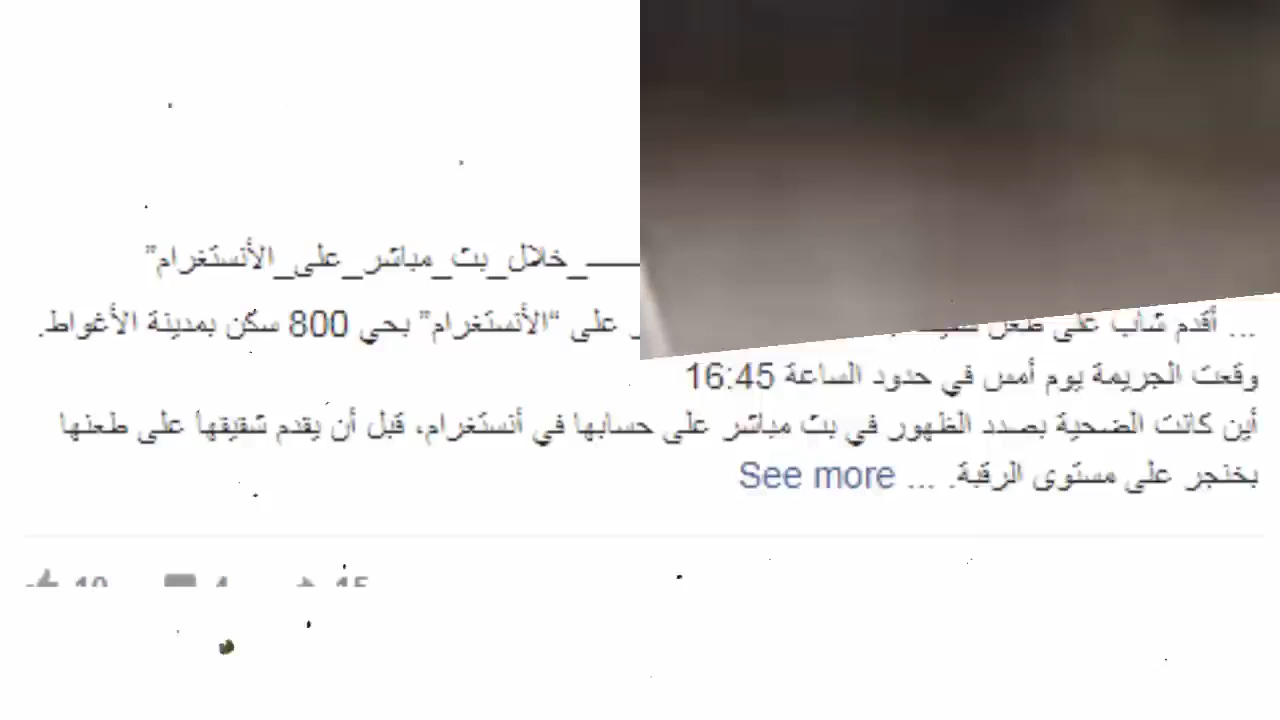 خلال_بث_مباشر_على_الأنستغرام"
... أقدم شاب على طعن على "الأنستغرام" بحي 800 سكن بمدينة الأغواط.
وقعت الجريمة يوم أمس في حدود الساعة 16:45
أين كانت الضحية بصدد الظهور في بث مباشر على حسابها في أنستغرام، قبل أن يقدم شقيقها على طعنها
بخنجر على مستوى الرقبة. ... See more